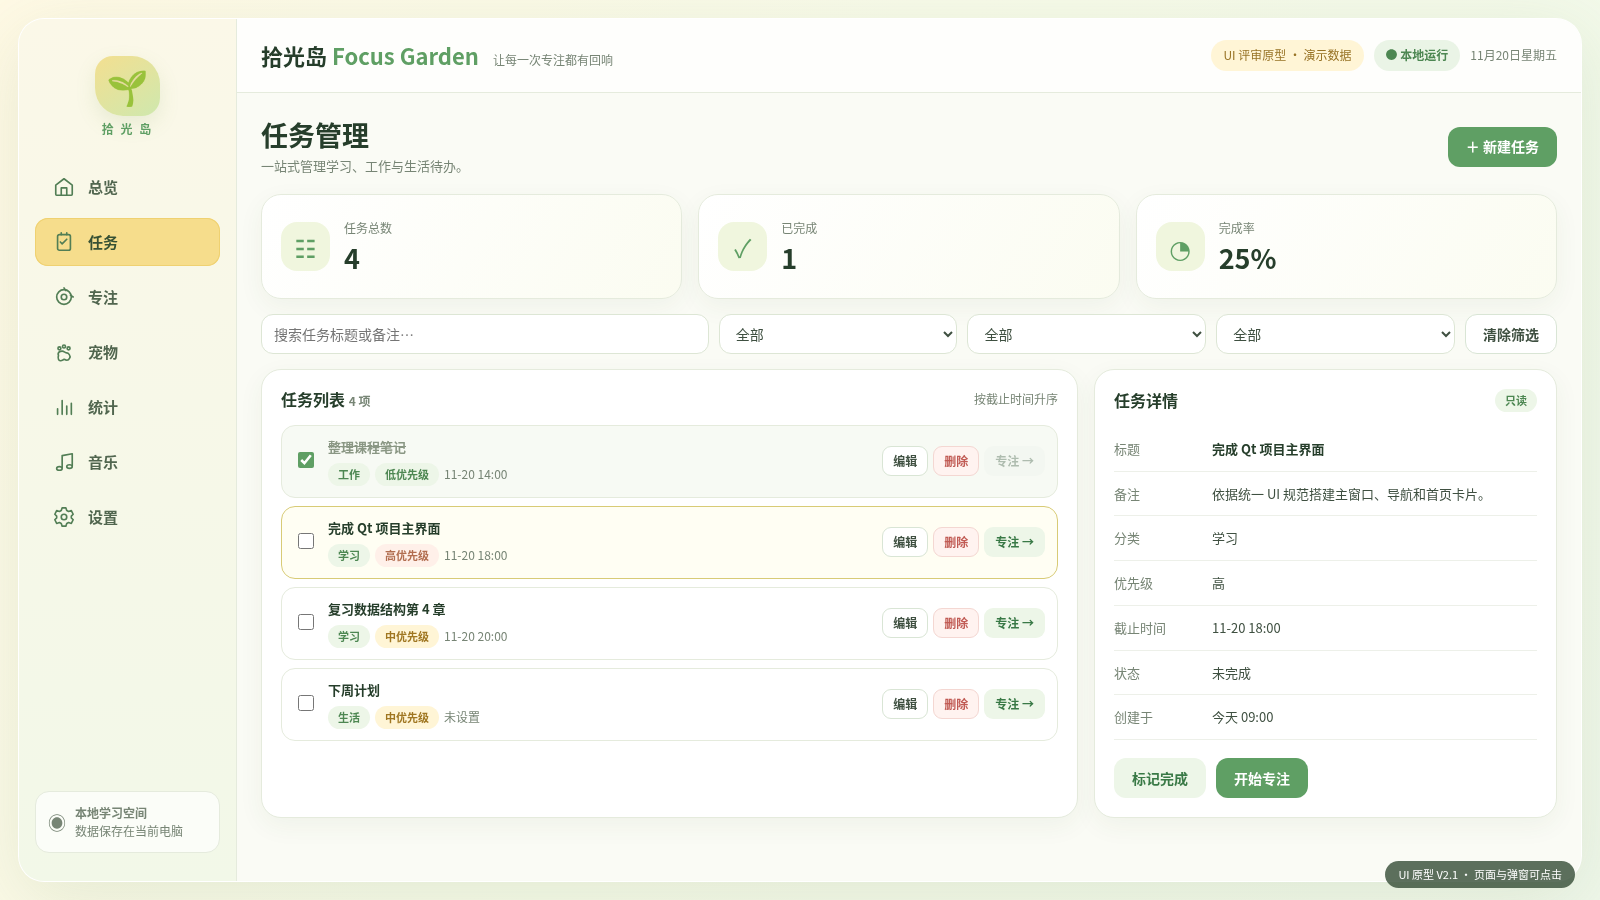 拾光岛
总览
任务
专注
宠物
统计
音乐
设置
本地学习空间
数据保存在当前电脑
拾光岛 Focus Garden 让每一次专注都有回响
UI 评审原型 · 演示数据
本地运行
11月20日星期五
任务管理
一站式管理学习、工作与生活待办。
＋ 新建任务
任务总数
4
已完成
1
完成率
25%
搜索任务标题或备注…
全部
全部
全部
清除筛选
任务列表 4 项
按截止时间升序
整理课程笔记
工作 低优先级 11-20 14:00
编辑 删除 专注 →
完成 Qt 项目主界面
学习 高优先级 11-20 18:00
编辑 删除 专注 →
复习数据结构第 4 章
学习 中优先级 11-20 20:00
编辑 删除 专注 →
下周计划
生活 中优先级 未设置
编辑 删除 专注 →
任务详情
只读
标题 完成 Qt 项目主界面
备注 依据统一 UI 规范搭建主窗口、导航和首页卡片。
分类 学习
优先级 高
截止时间 11-20 18:00
状态 未完成
创建于 今天 09:00
标记完成
开始专注
UI 原型 V2.1 · 页面与弹窗可点击